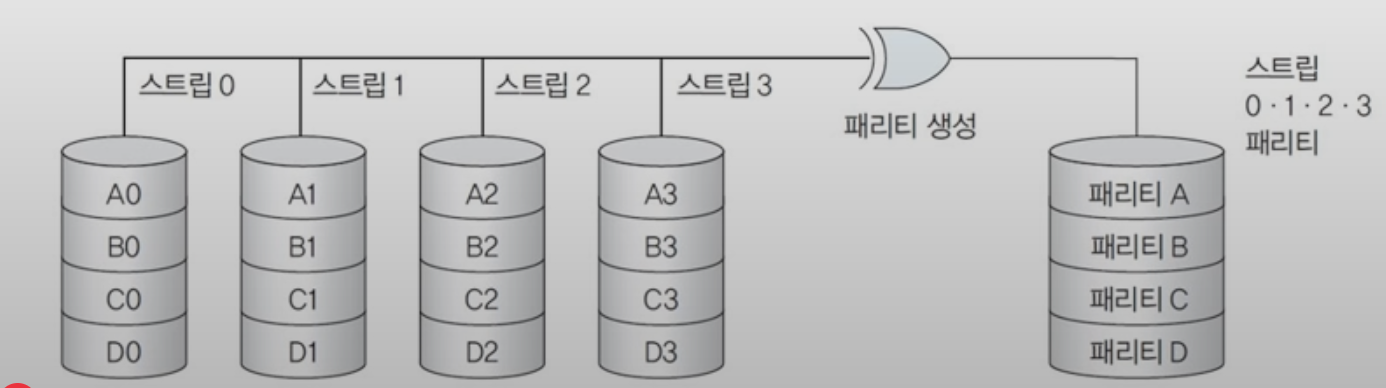 스트립 0
스트립 1
스트립 2
스트립 3
패리티 생성
스트립
0 · 1 · 2 · 3
패리티
A0
A1
A2
A3
패리티 A
B0
B1
B2
B3
패리티 B
C0
C1
C2
C3
패리티 C
D0
D1
D2
D3
패리티 D